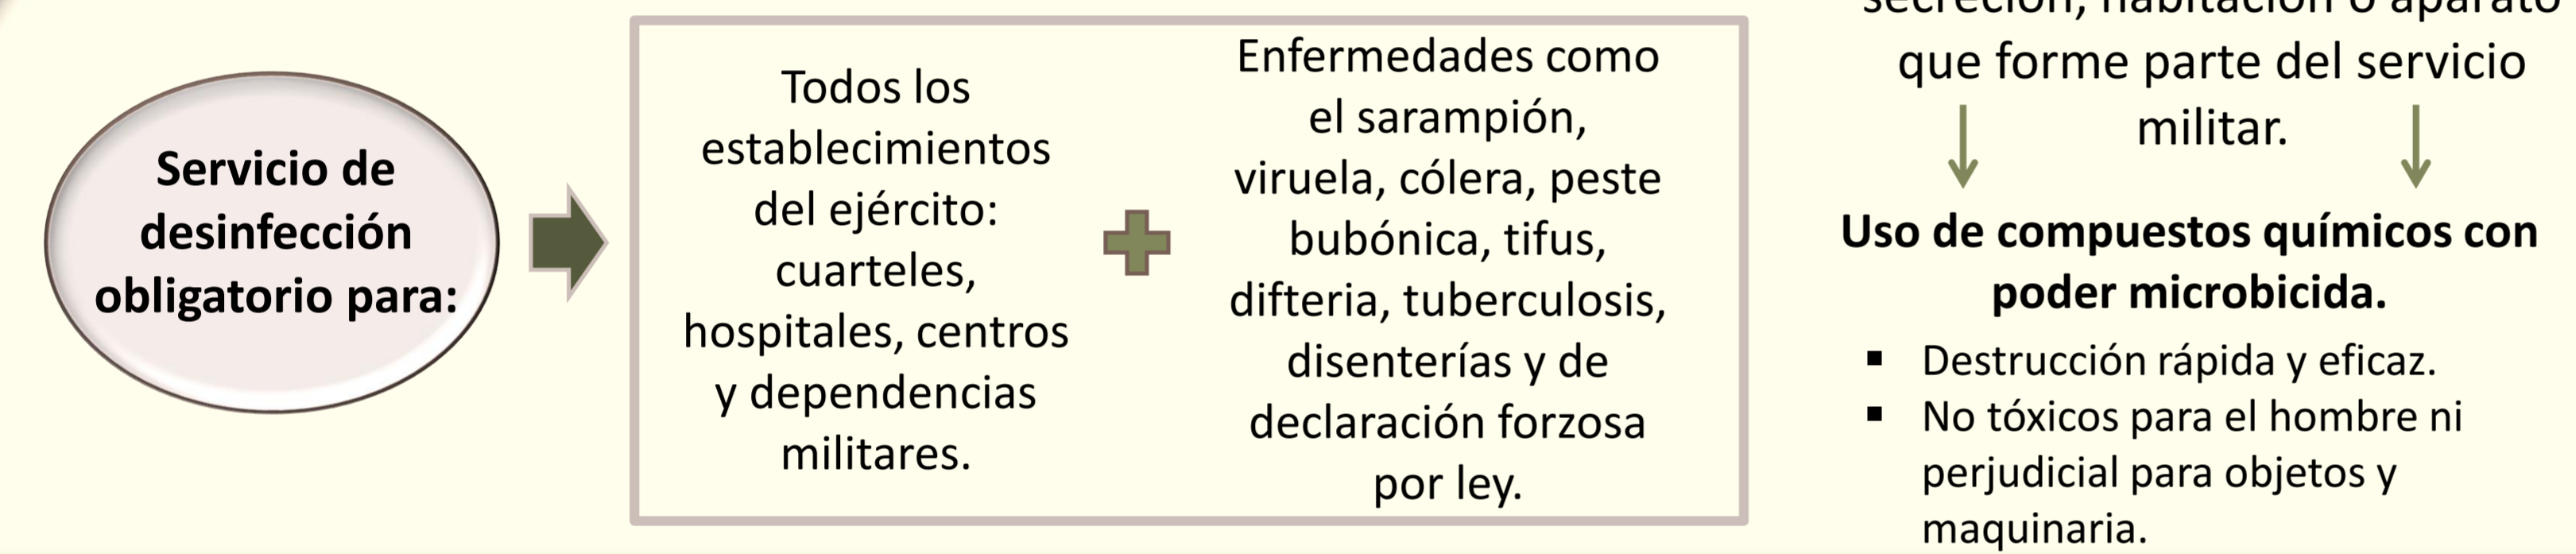 Servicio de
desinfección
obligatorio para:
Todos los
establecimientos
del ejército:
cuarteles,
hospitales, centros
y dependencias
militares.
Enfermedades como
el sarampión,
viruela, cólera, peste
bubónica, tifus,
difteria, tuberculosis,
disenterías y de
declaración forzosa
por ley.
secreción, habitación o aparato
que forme parte del servicio
militar.
Uso de compuestos químicos con
poder microbicida.
▪ Destrucción rápida y eficaz.
▪ No tóxicos para el hombre ni
perjudicial para objetos y
maquinaria.